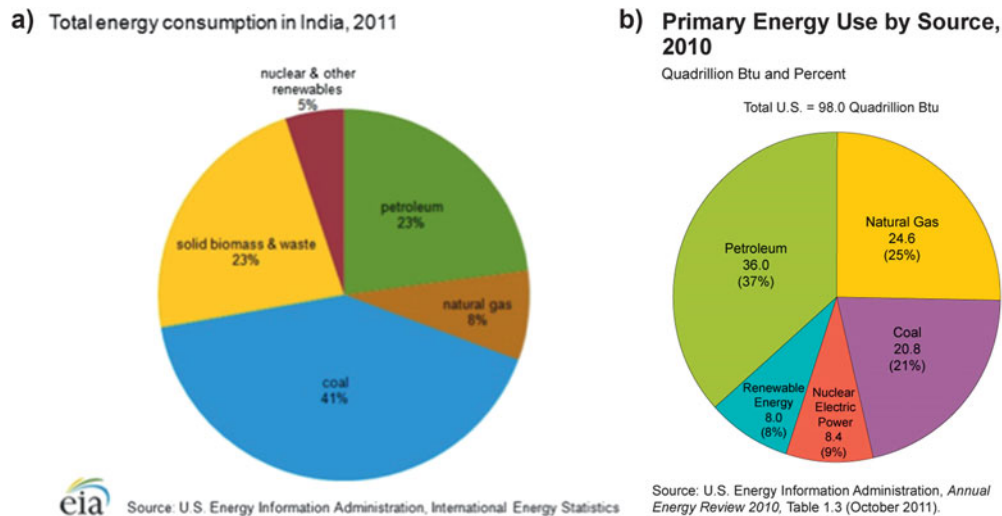 a) Total energy consumption in India, 2011
nuclear & other
renewables
5%
petroleum
23%
solid biomass & waste
23%
natural gas
8%
coal
41%
eia
Source: U.S. Energy Information Administration, International Energy Statistics
b) Primary Energy Use by Source,
2010
Quadrillion Btu and Percent
Total U.S. = 98.0 Quadrillion Btu
Petroleum
36.0
(37%)
Natural Gas
24.6
(25%)
Coal
20.8
(21%)
Renewable
Energy
8.0
(8%)
Nuclear
Electric
Power
8.4
(9%)
Source: U.S. Energy Information Administration, Annual
Energy Review 2010, Table 1.3 (October 2011).